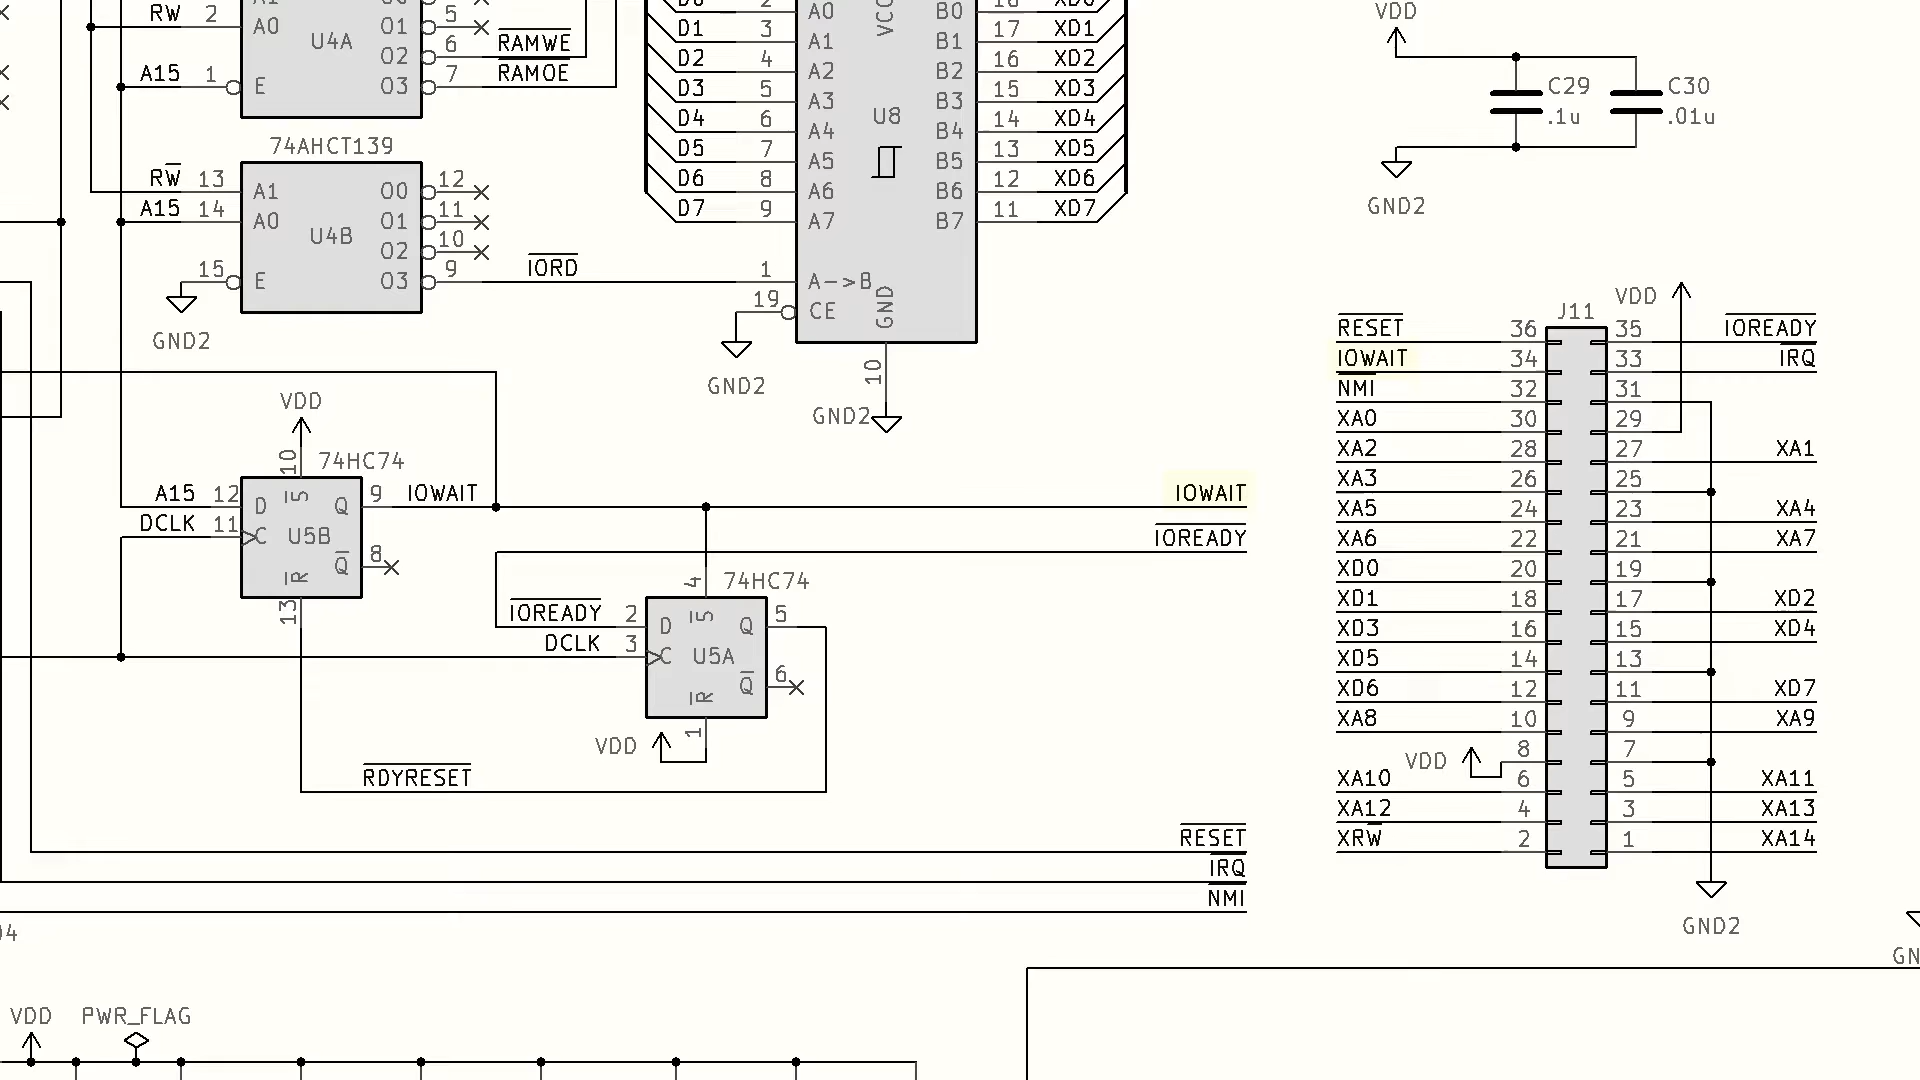 RW 2 A0 U4A O1 5
O2 6 RAMWE
A15 1 E O3 7 RAMOE
74AHCT139
RW 13 A1 O0 12
A15 14 A0 U4B O1 11
O2 10
15 E O3 9 IORD
GND2
2 A0 VCC B0 XD0
D1 3 A1 B1 17 XD1
D2 4 A2 B2 16 XD2
D3 5 A3 B3 15 XD3
D4 6 A4 U8 B4 14 XD4
D5 7 A5 B5 13 XD5
D6 8 A6 B6 12 XD6
D7 9 A7 B7 11 XD7
1 A->B
19 CE GND
GND2
10
GND2
VDD
C29 .1u
C30 .01u
GND2
VDD
10 74HC74
A15 12 D S Q 9 IOWAIT
DCLK 11 C U5B
R Q 8
13
IOWAIT
IOREADY
4 74HC74
IOREADY 2 D S Q 5
DCLK 3 C U5A
R Q 6
VDD 1
RDYRESET
RESET
IRQ
NMI
J11 VDD
RESET 36 35 IOREADY
IOWAIT 34 33 IRQ
NMI 32 31
XA0 30 29
XA2 28 27 XA1
XA3 26 25
XA5 24 23 XA4
XA6 22 21 XA7
XD0 20 19
XD1 18 17 XD2
XD3 16 15 XD4
XD5 14 13
XD6 12 11 XD7
XA8 10 9 XA9
VDD 8 7
XA10 6 5 XA11
XA12 4 3 XA13
XRW 2 1 XA14
GND2
VDD PWR_FLAG